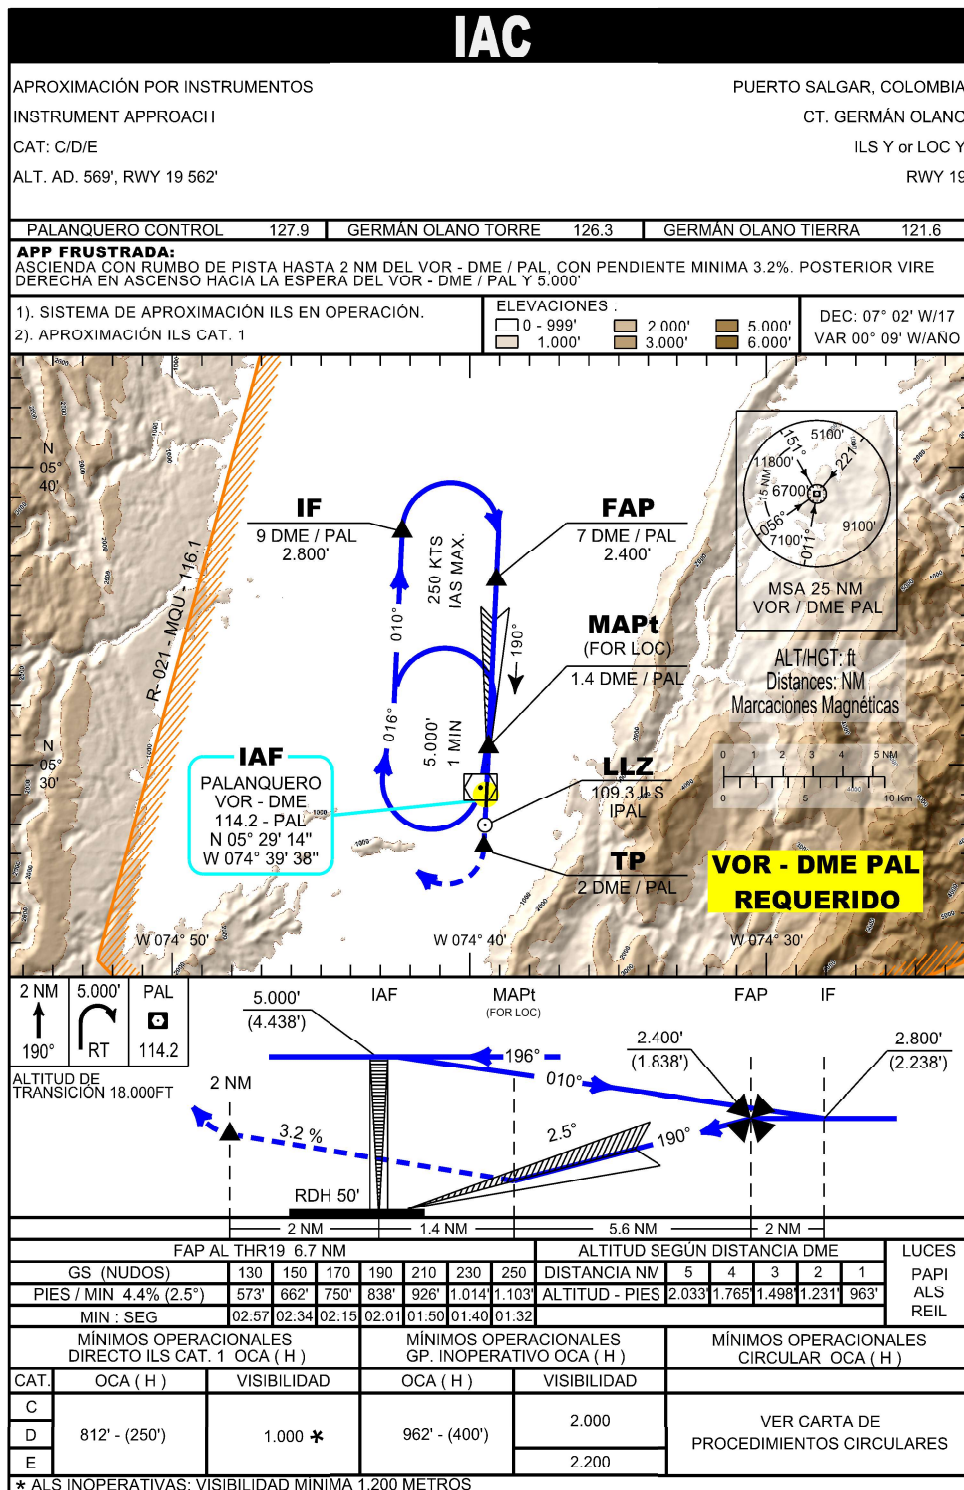 IAC
APROXIMACIÓN POR INSTRUMENTOS
PUERTO SALGAR, COLOMBIA
INSTRUMENT APPROACH
CT. GERMÁN OLANO
CAT: C/D/E
ILS Y or LOC Y
ALT. AD. 569', RWY 19 562'
RWY 19
PALANQUERO CONTROL 127.9 GERMÁN OLANO TORRE 126.3 GERMÁN OLANO TIERRA 121.6
APP FRUSTRADA:
ASCIENDA CON RUMBO DE PISTA HASTA 2 NM DEL VOR - DME / PAL, CON PENDIENTE MINIMA 3.2%. POSTERIOR VIRE
DERECHA EN ASCENSO HACIA LA ESPERA DEL VOR - DME / PAL Y 5.000'
1). SISTEMA DE APROXIMACIÓN ILS EN OPERACIÓN.
2). APROXIMACIÓN ILS CAT. 1
ELEVACIONES .
0 - 999' 2.000' 5.000'
1.000' 3.000' 6.000'
DEC: 07° 02' W/17
VAR 00° 09' W/AÑO
N
05°
40'
R- 021 - MQU - 116.1
IF
9 DME / PAL
2.800'
250 KTS
IAS MAX.
FAP
7 DME / PAL
2.400'
010°
190°
MAPt
(FOR LOC)
1.4 DME / PAL
151°
5100'
221°
11800'
15 NM
6700'
056°
7100'
011°
9100'
MSA 25 NM
VOR / DME PAL
ALT/HGT: ft
Distances: NM
Marcaciones Magnéticas
016°
5.000'
1 MIN
N
05°
30'
IAF
PALANQUERO
VOR - DME
114.2 - PAL
N 05° 29' 14"
W 074° 39' 38"
LLZ
109.3 ILS
IPAL
0 1 2 3 4 5 NM
0 5 10 Km
TP
2 DME / PAL
VOR - DME PAL
REQUERIDO
W 074° 50' W 074° 40' W 074° 30'
2 NM
190°
5.000'
RT
PAL
114.2
ALTITUD DE
TRANSICIÓN 18.000FT
5.000'
(4.438')
IAF
MAPt
(FOR LOC)
FAP
IF
2.400'
(1.838')
2.800'
(2.238')
196°
010°
2 NM
3.2 %
2.5°
190°
RDH 50'
2 NM 1.4 NM 5.6 NM 2 NM
FAP AL THR19 6.7 NM
GS (NUDOS) 130 150 170 190 210 230 250
PIES / MIN 4.4% (2.5°) 573' 662' 750' 838' 926' 1.014' 1.103'
MIN : SEG 02:57 02:34 02:15 02:01 01:50 01:40 01:32
ALTITUD SEGÚN DISTANCIA DME
DISTANCIA NM 5 4 3 2 1
ALTITUD - PIES 2.033' 1.765' 1.498' 1.231' 963'
LUCES
PAPI
ALS
REIL
MÍNIMOS OPERACIONALES
DIRECTO ILS CAT. 1 OCA ( H )
MÍNIMOS OPERACIONALES
GP. INOPERATIVO OCA ( H )
MÍNIMOS OPERACIONALES
CIRCULAR OCA ( H )
CAT. OCA ( H ) VISIBILIDAD OCA ( H ) VISIBILIDAD
C
D
E
812' - (250')
1.000 *
962' - (400')
2.000
2.200
VER CARTA DE
PROCEDIMIENTOS CIRCULARES
* ALS INOPERATIVAS: VISIBILIDAD MÍNIMA 1.200 METROS